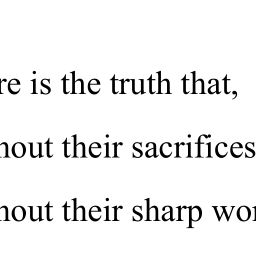 re is the truth that,
hout their sacrifices
hout their sharp wor